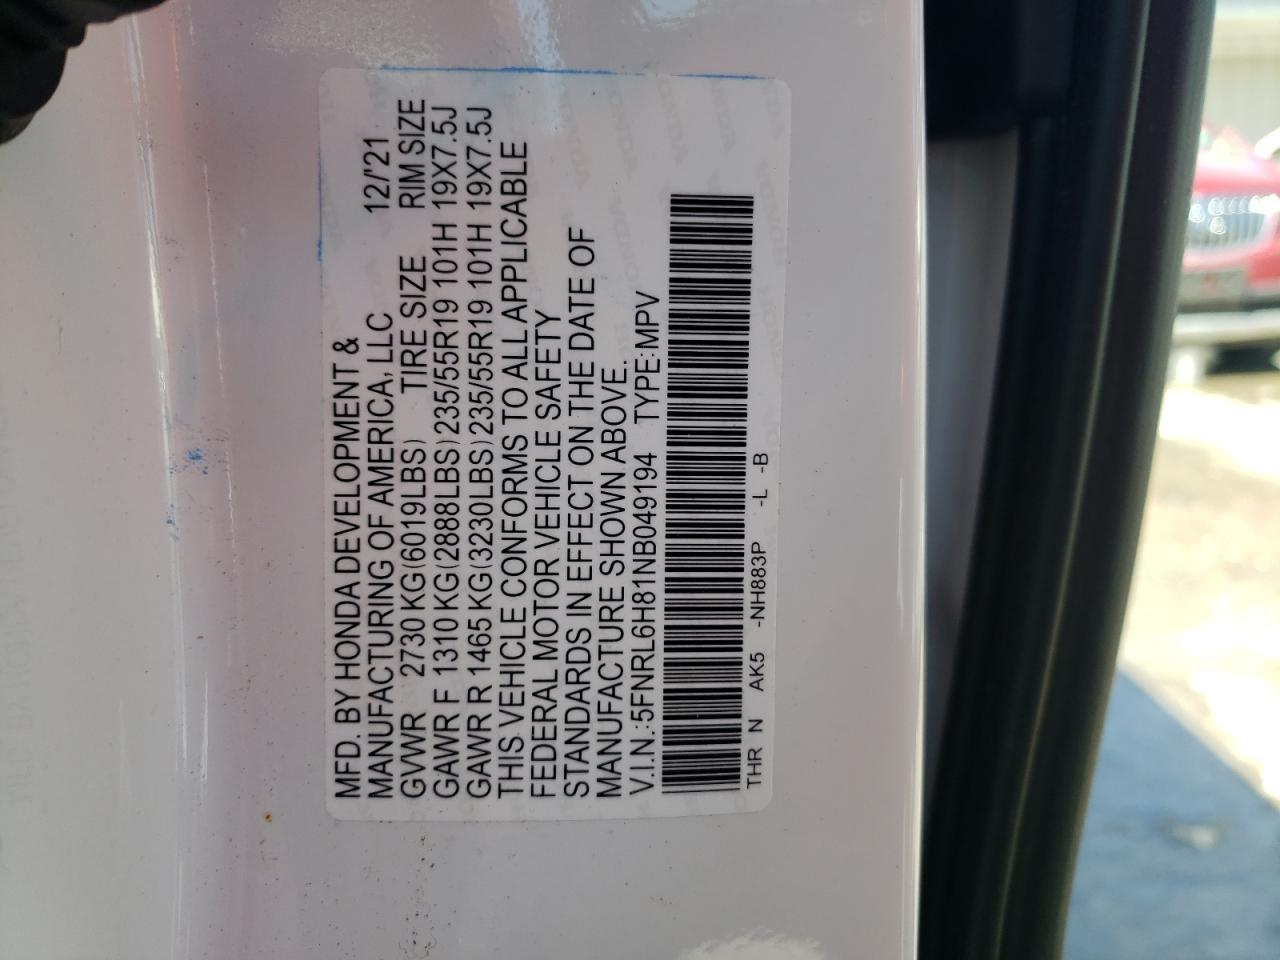 MFD. BY HONDA DEVELOPMENT &
MANUFACTURING OF AMERICA, LLC 12/'21
GVWR 2730 KG(6019LBS) TIRE SIZE RIM SIZE
GAWR F 1310 KG(2888LBS) 235/55R19 101H 19X7.5J
GAWR R 1465 KG(3230LBS) 235/55R19 101H 19X7.5J
THIS VEHICLE CONFORMS TO ALL APPLICABLE
FEDERAL MOTOR VEHICLE SAFETY
STANDARDS IN EFFECT ON THE DATE OF
MANUFACTURE SHOWN ABOVE.
V.I.N.:5FNRL6H81NB049194 TYPE:MPV
THR N AK5 -NH883P -L -B